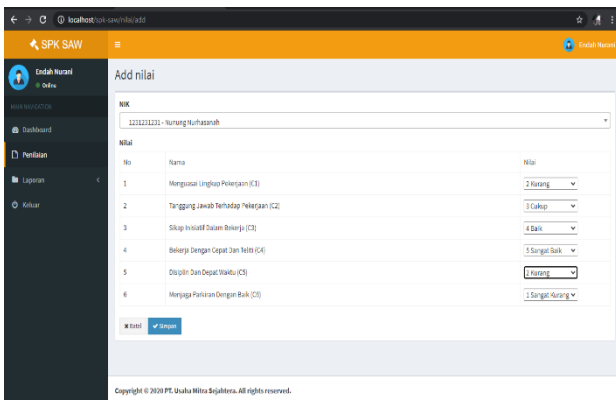 localhost/spk-saw/nilai/add
SPK SAW
Endah Nurani
Endah Nurani
Online
MAIN NAVIGATION
Dashboard
Penilaian
Laporan
Keluar
Add nilai
NIK
1231231231 - Nunung Nurhasanah
Nilai
No Nama Nilai
1 Menguasai Lingkup Pekerjaan (C1) 2 Kurang
2 Tanggung Jawab Terhadap Pekerjaan (C2) 3 Cukup
3 Sikap Inisiatif Dalam Bekerja (C3) 4 Baik
4 Bekerja Dengan Cepat Dan Teliti (C4) 5 Sangat Baik
5 Disiplin Dan Depat Waktu (C5) 2 Kurang
6 Menjaga Parkiran Dengan Baik (C6) 1 Sangat Kurang
Batal Simpan
Copyright © 2020 PT. Usaha Mitra Sejahtera. All rights reserved.